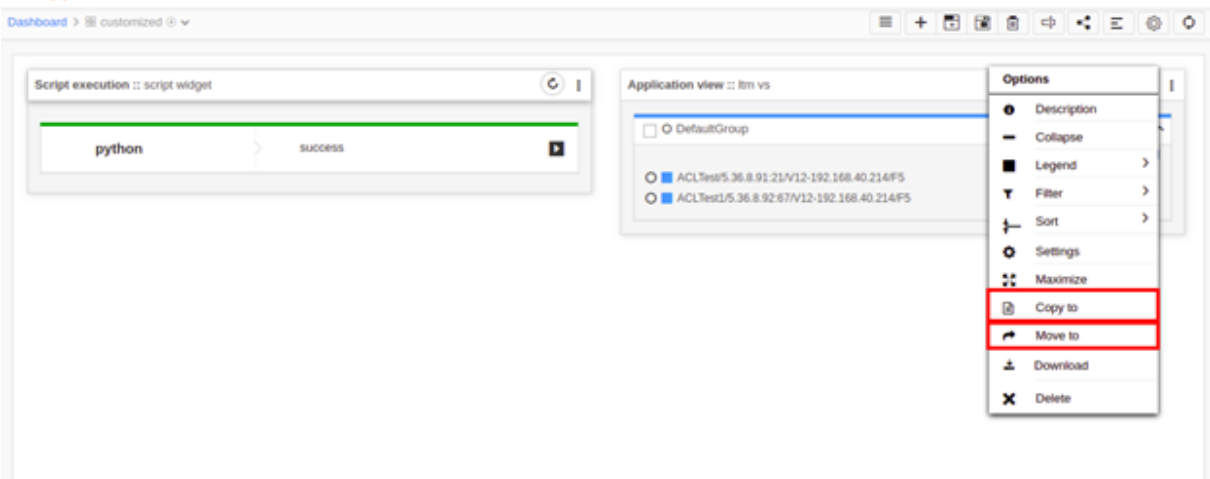 Dashboard > customized
Script execution :: script widget
python success
Application view :: ltm vs
DefaultGroup
ACLTest/5.36.8.91:21/V12-192.168.40.214/F5
ACLTest1/5.36.8.92:67/V12-192.168.40.214/F5
Options
Description
Collapse
Legend
Filter
Sort
Settings
Maximize
Copy to
Move to
Download
Delete